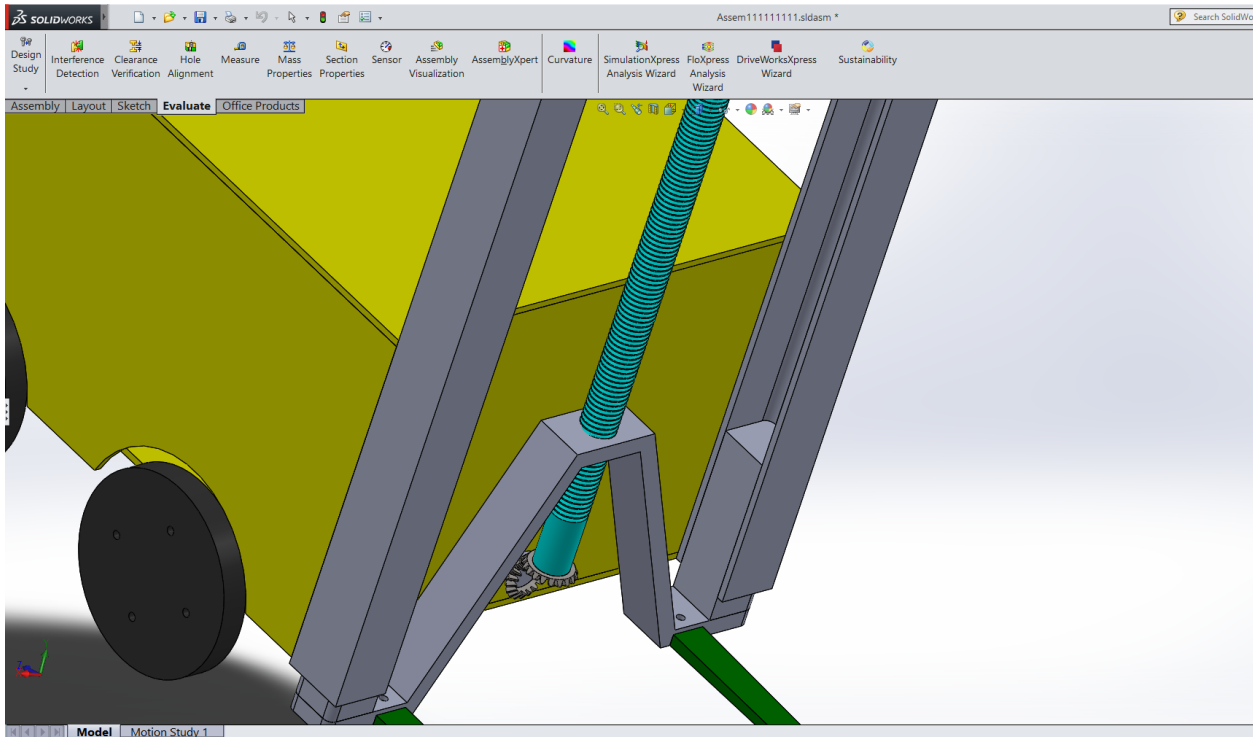 SOLIDWORKS
Assem111111111.sldasm *
Search SolidWo
Design Study
Interference Detection
Clearance Verification
Hole Alignment
Measure
Mass Properties
Section Properties
Sensor
Assembly Visualization
AssemblyXpert
Curvature
SimulationXpress Analysis Wizard
FloXpress Analysis Wizard
DriveWorksXpress Wizard
Sustainability
Assembly
Layout
Sketch
Evaluate
Office Products
Model
Motion Study 1